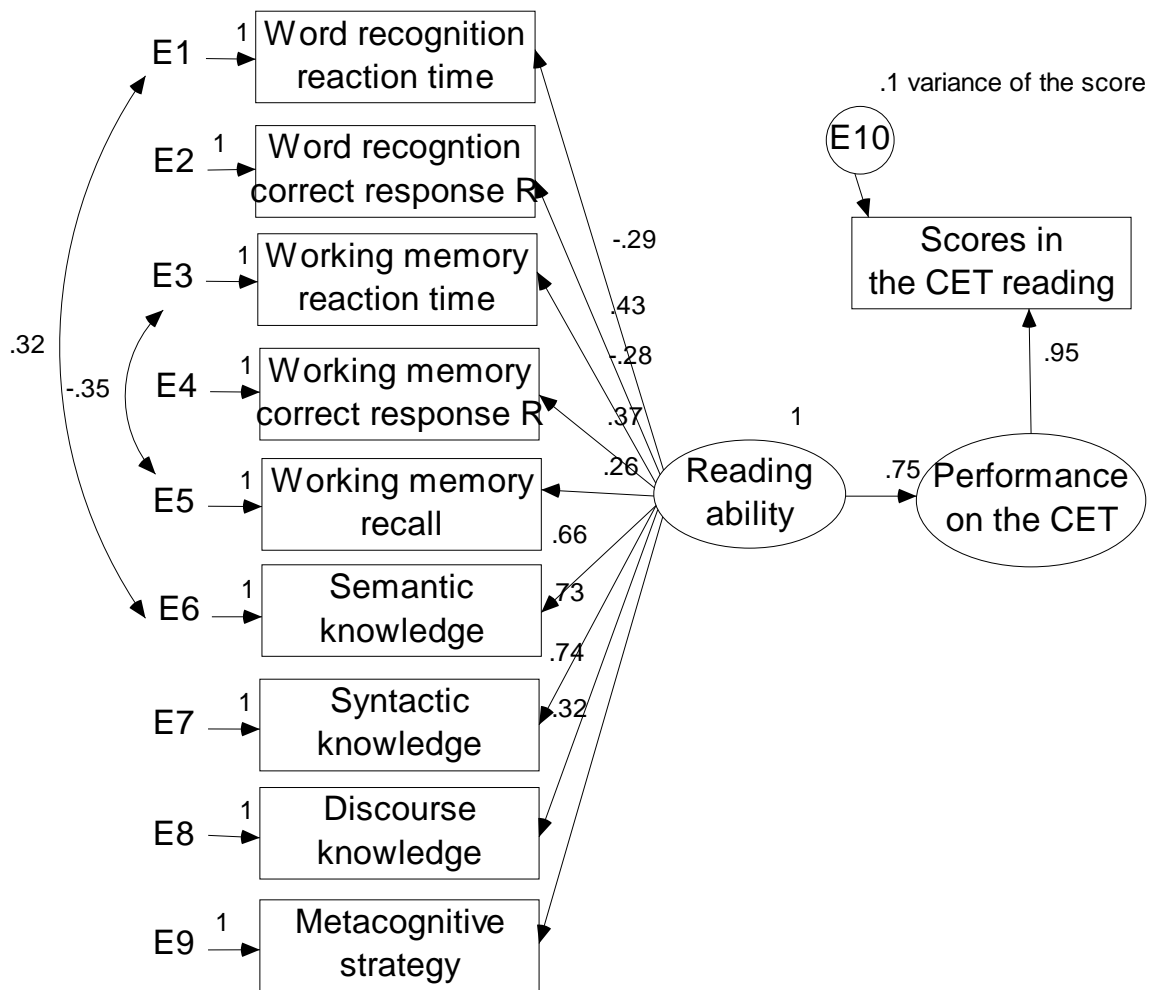 E1
1
Word recognition
reaction time
E2
1
Word recogntion
correct response R
E3
1
Working memory
reaction time
E4
1
Working memory
correct response R
E5
1
Working memory
recall
E6
1
Semantic
knowledge
E7
1
Syntactic
knowledge
E8
1
Discourse
knowledge
E9
1
Metacognitive
strategy
.32
-.35
-.29
.43
-.28
.37
.26
.66
.73
.74
.32
1
Reading
ability
.75
Performance
on the CET
.95
Scores in
the CET reading
E10
.1 variance of the score